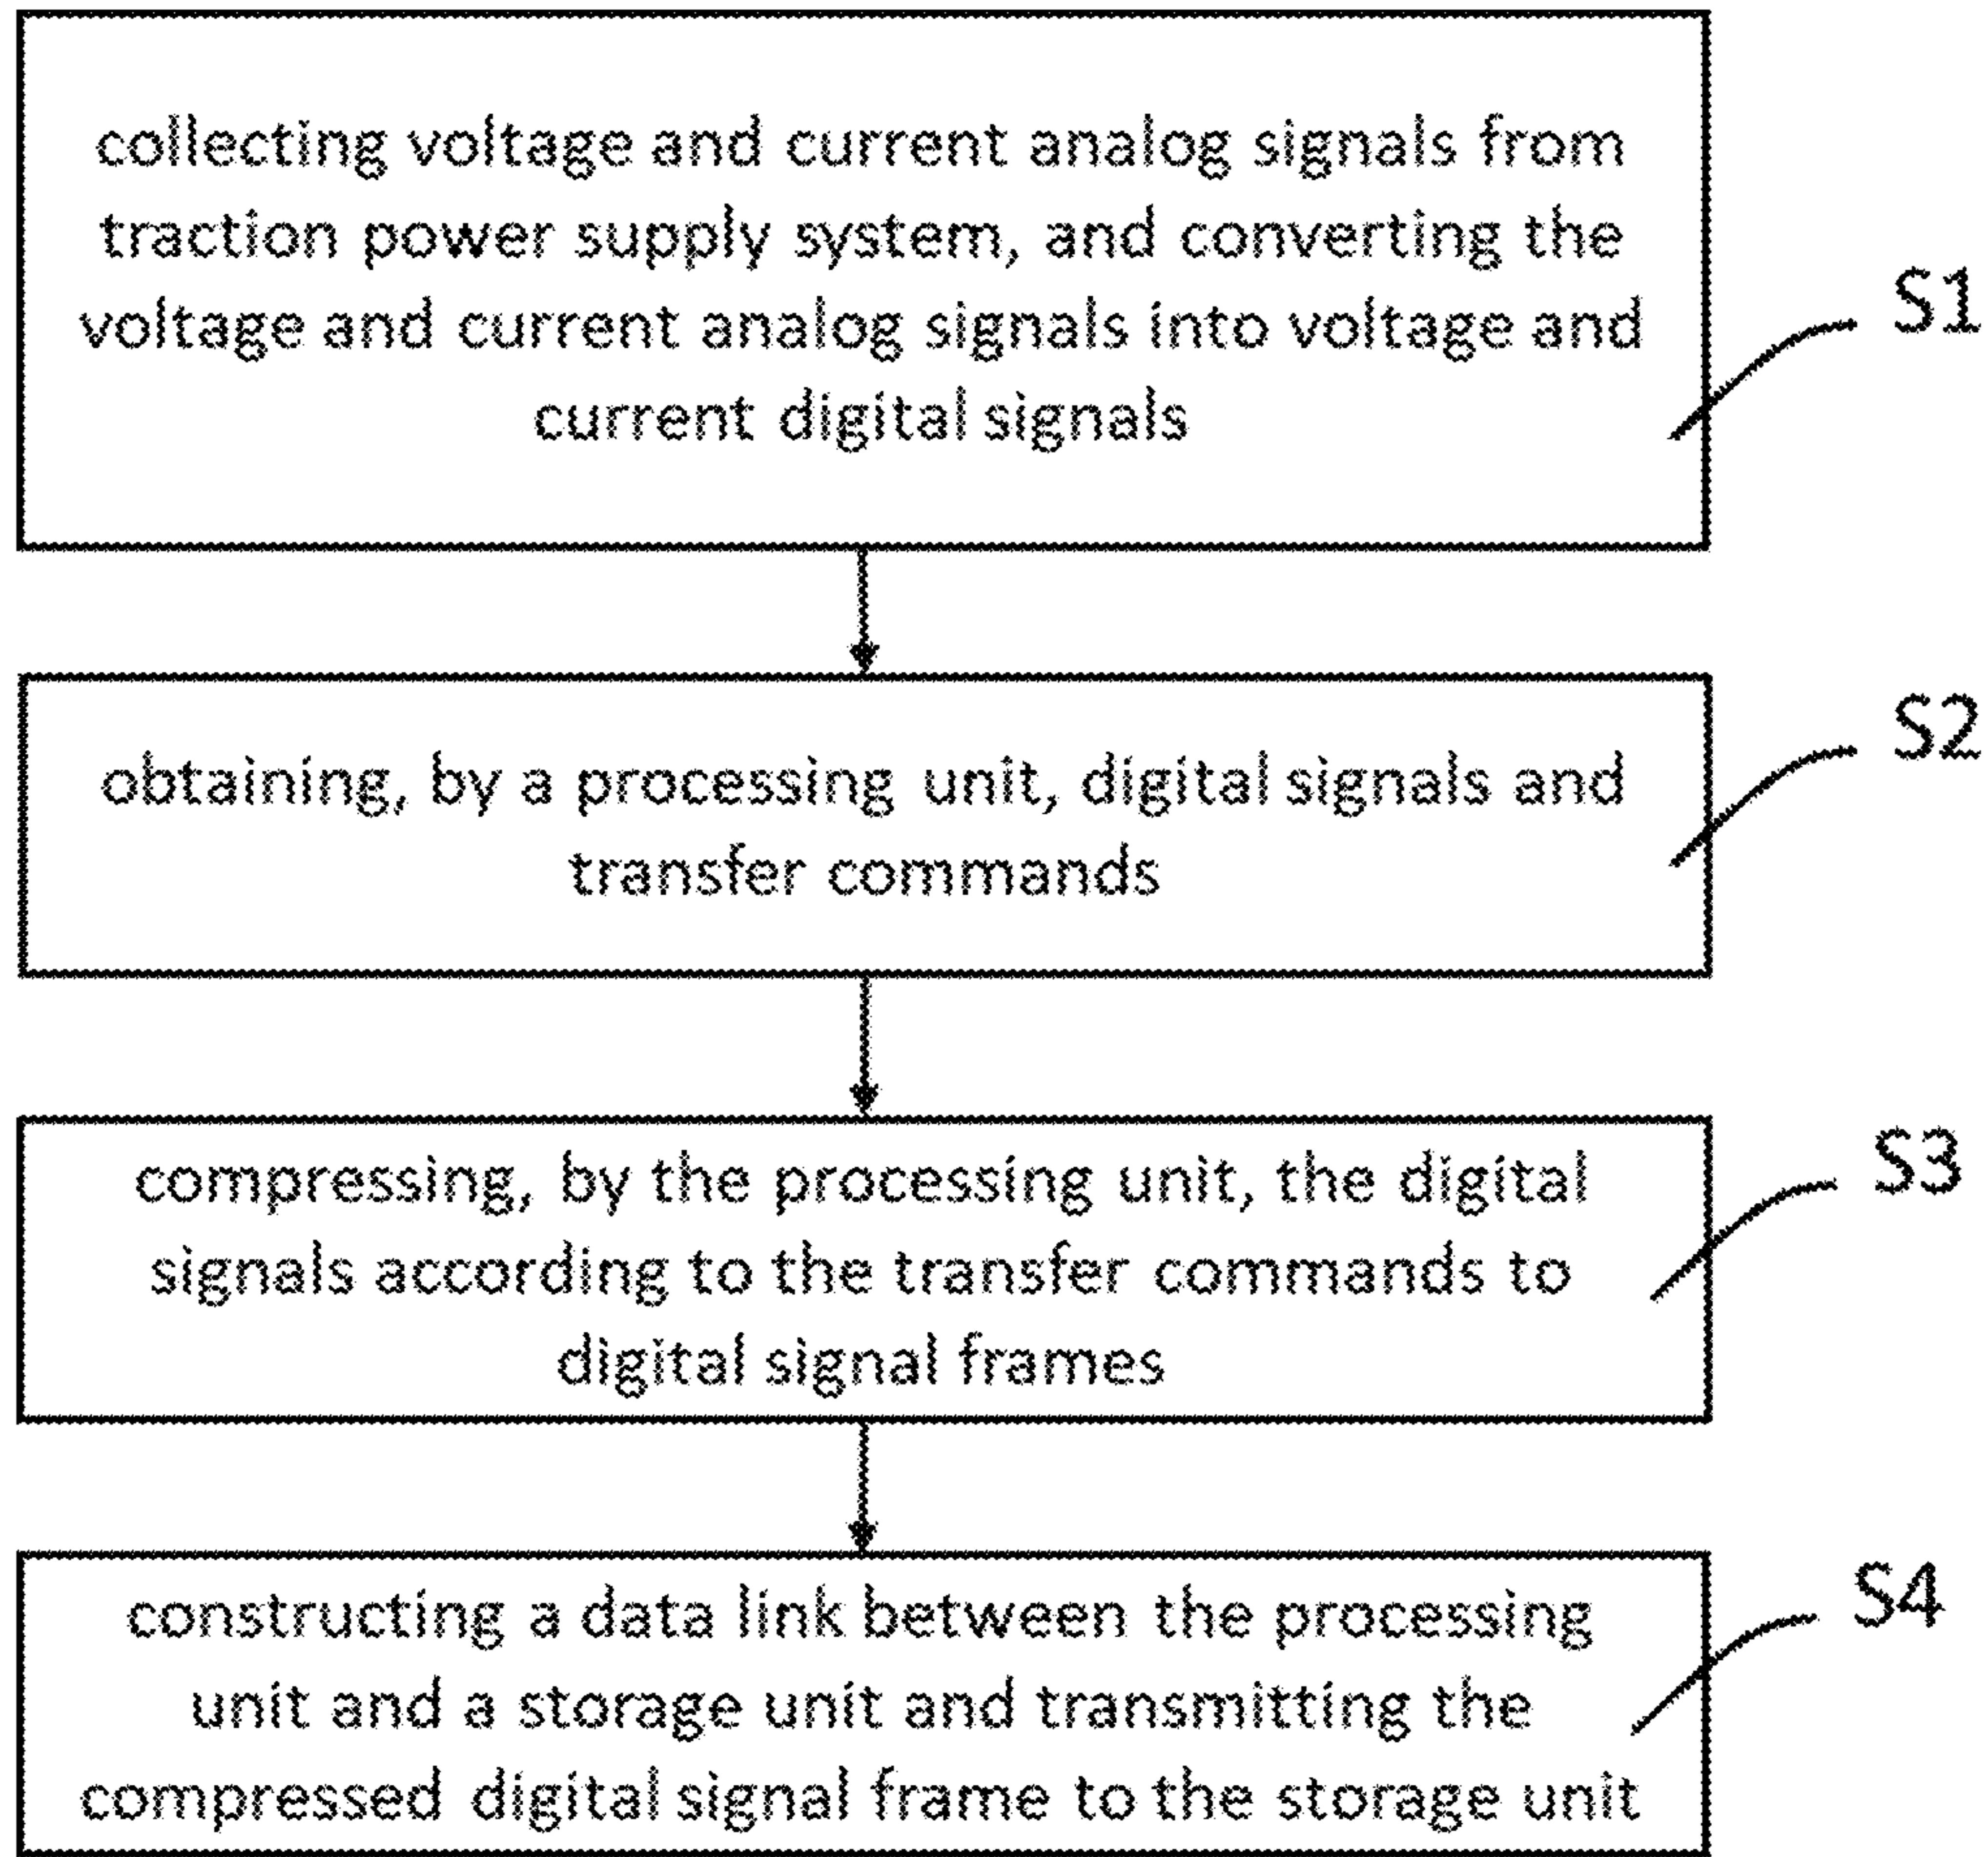 collecting voltage and current analog signals from
traction power supply system, and converting the
voltage and current analog signals into voltage and
current digital signals
S1
obtaining, by a processing unit, digital signals and
transfer commands
S2
compressing, by the processing unit, the digital
signals according to the transfer commands to
digital signal frames
S3
constructing a data link between the processing
unit and a storage unit and transmitting the
compressed digital signal frame to the storage unit
S4